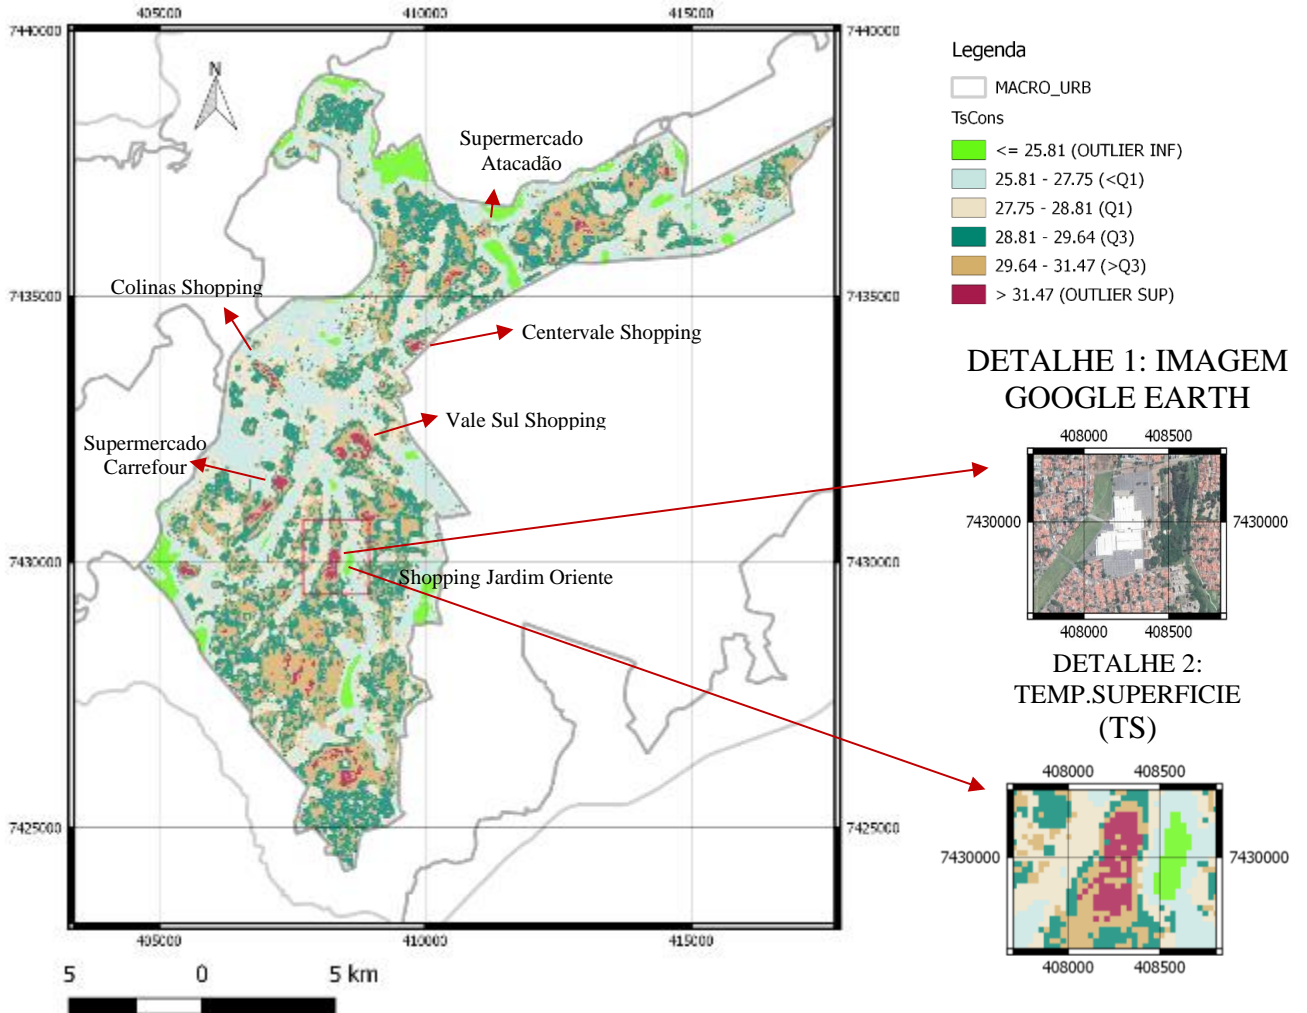 405000 410000 415000
7440000 7440000
N
Supermercado
Atacadão
Colinas Shopping
7435000 7435000
Centervale Shopping
Vale Sul Shopping
Supermercado
Carrefour
7430000 7430000
Shopping Jardim Oriente
7425000 7425000
405000 410000 415000
5 0 5 km
Legenda
MACRO_URB
TsCons
<= 25.81 (OUTLIER INF)
25.81 - 27.75 (<Q1)
27.75 - 28.81 (Q1)
28.81 - 29.64 (Q3)
29.64 - 31.47 (>Q3)
> 31.47 (OUTLIER SUP)
DETALHE 1: IMAGEM
GOOGLE EARTH
408000 408500
7430000 7430000
408000 408500
DETALHE 2:
TEMP.SUPERFICIE
(TS)
408000 408500
7430000 7430000
408000 408500